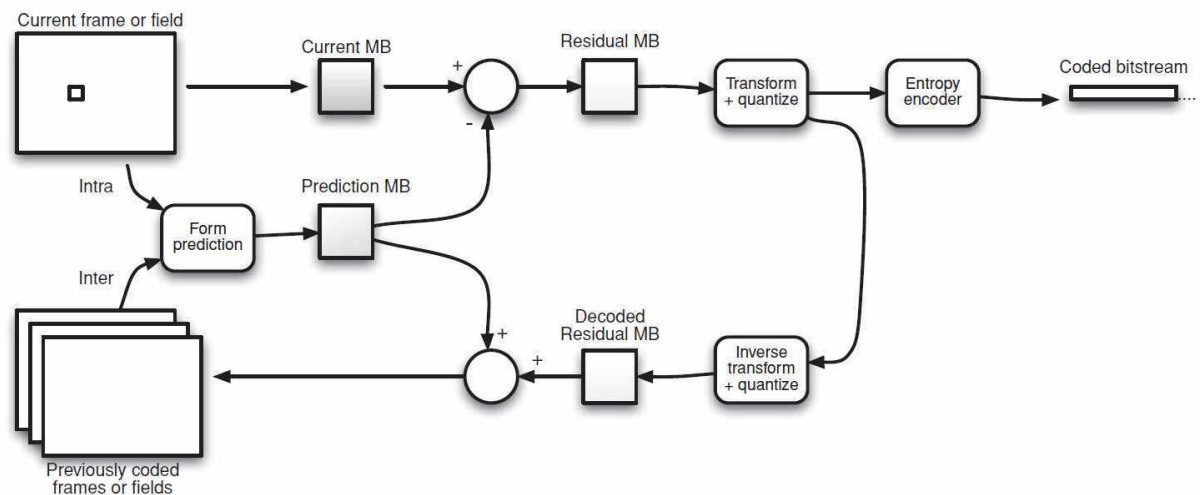 Current frame or field
Current MB
Residual MB
Coded bitstream
+
Transform
+ quantize
Entropy
encoder
....
-
Intra
Prediction MB
Form
prediction
Inter
Decoded
Residual MB
+
+
Inverse
transform
+ quantize
Previously coded
frames or fields